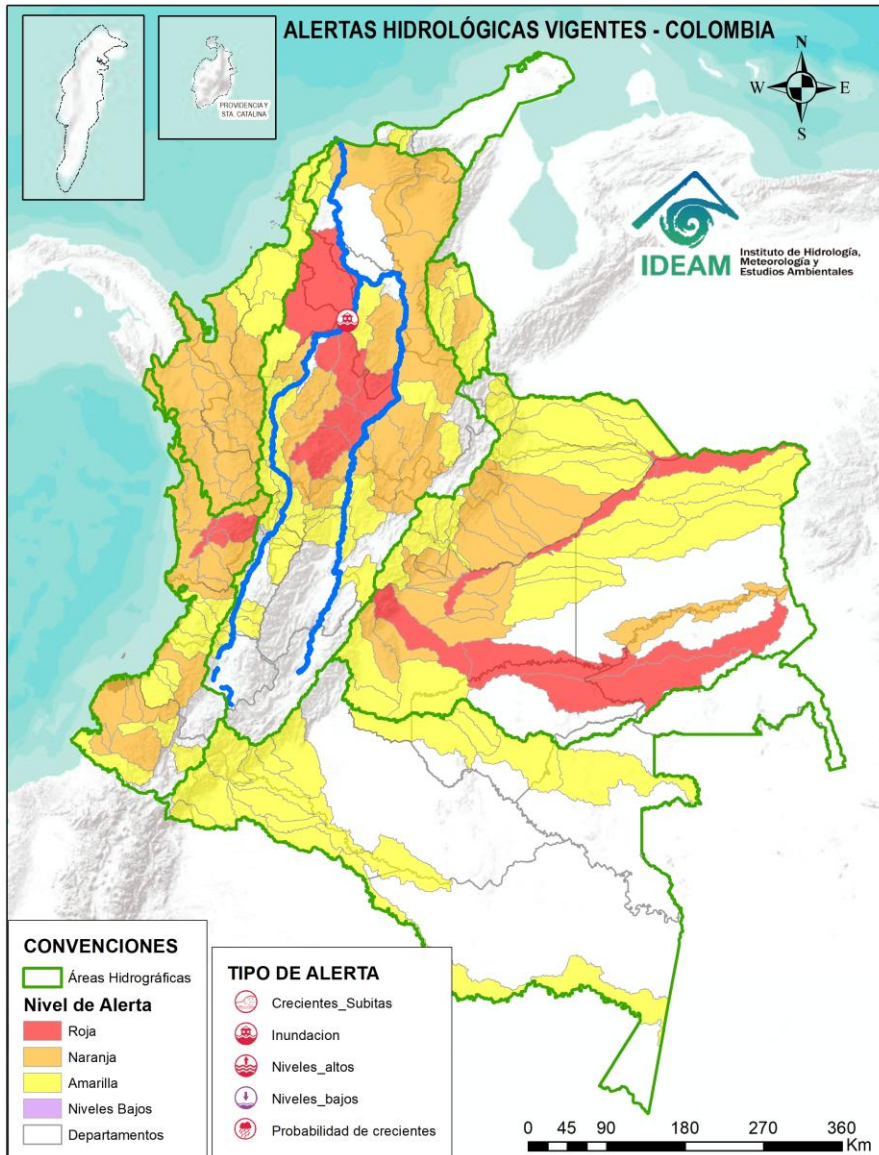 ALERTAS HIDROLÓGICAS VIGENTES - COLOMBIA
PROVIDENCIA Y
STA. CATALINA
N
W
E
S
IDEAM
Instituto de Hidrología,
Meteorología y
Estudios Ambientales
CONVENCIONES
Áreas Hidrográficas
Nivel de Alerta
Roja
Naranja
Amarilla
Niveles Bajos
Departamentos
TIPO DE ALERTA
Crecientes_Subitas
Inundacion
Niveles_altos
Niveles_bajos
Probabilidad de crecientes
0 45 90 180 270 360
Km